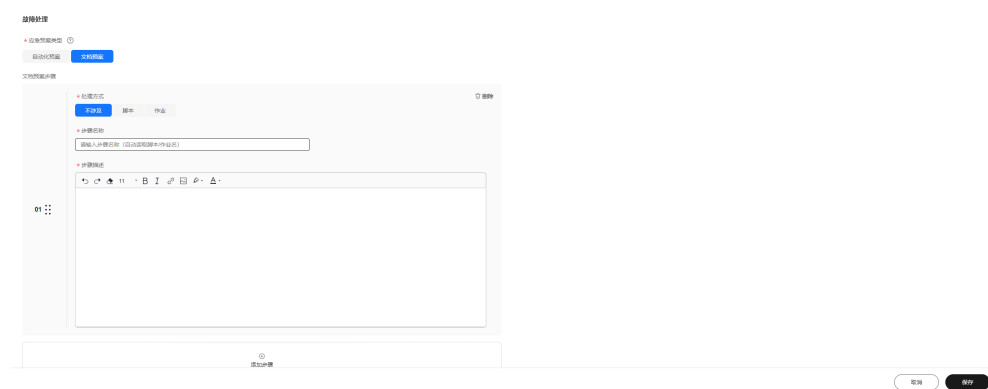 故障处理
* 应急预案类型
自动化预案 文档预案
文档预案步骤
* 处理方式
删除
不涉及 脚本 作业
* 步骤名称
请输入步骤名称（自动读取脚本/作业名）
* 步骤描述
11 B I A
01
添加步骤
取消 保存